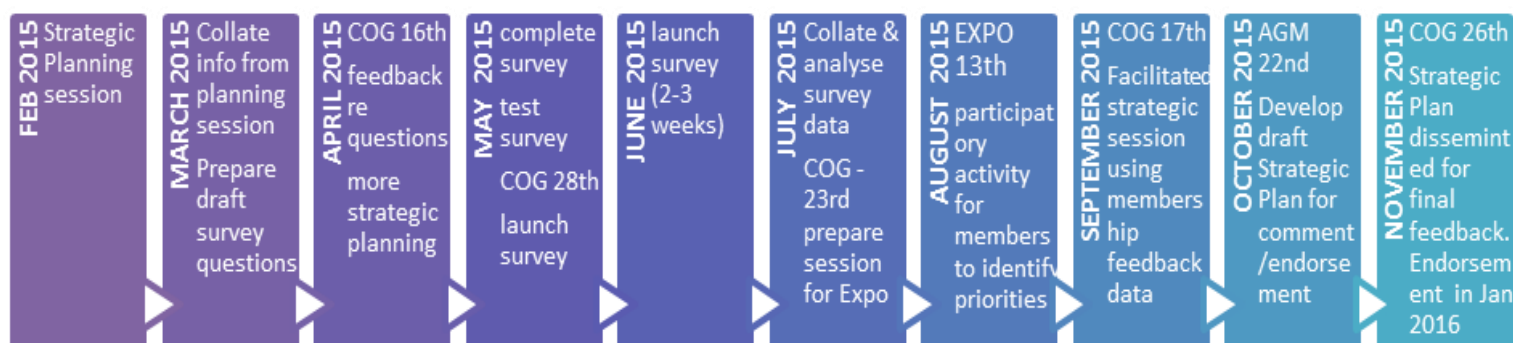 FEB 2015
Strategic
Planning
session
MARCH 2015
Collate
info from
planning
session
Prepare
draft
survey
questions
APRIL 2015
COG 16th
feedback
re
questions
more
strategic
planning
MAY 2015
complete
survey
test
survey
COG 28th
launch
survey
JUNE 2015
launch
survey
(2-3
weeks)
JULY 2015
Collate &
analyse
survey
data
COG -
23rd
prepare
session
for Expo
AUGUST 2015
EXPO
13th
participat
ory
activity
for
members
to identify
priorities
SEPTEMBER 2015
COG 17th
Facilitated
strategic
session
using
members
hip
feedback
data
OCTOBER 2015
AGM
22nd
Develop
draft
Strategic
Plan for
comment
/endorse
ment
NOVEMBER 2015
COG 26th
Strategic
Plan
dissemint
ed for
final
feedback.
Endorsem
ent in Jan
2016